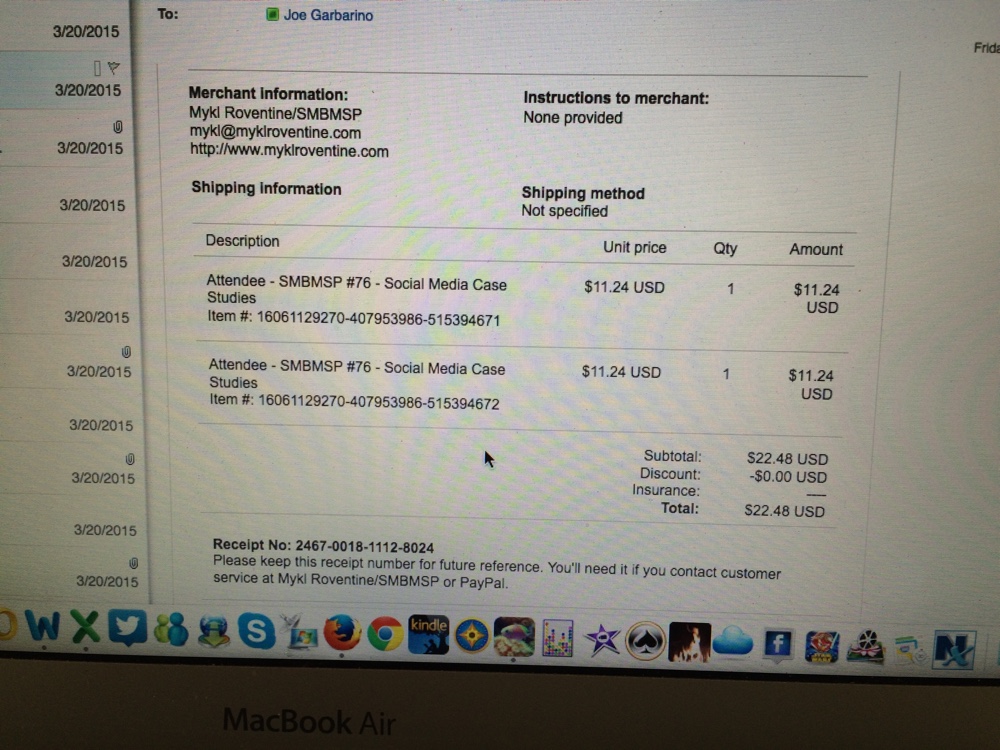 To: Joe Garbarino
Frida
3/20/2015
3/20/2015
3/20/2015
3/20/2015
3/20/2015
3/20/2015
3/20/2015
3/20/2015
3/20/2015
3/20/2015
3/20/2015
Merchant information:
Mykl Roventine/SMBMSP
mykl@myklroventine.com
http://www.myklroventine.com
Instructions to merchant:
None provided
Shipping information
Shipping method
Not specified
Description Unit price Qty Amount
Attendee - SMBMSP #76 - Social Media Case $11.24 USD 1 $11.24
Studies USD
Item #: 16061129270-407953986-515394671
Attendee - SMBMSP #76 - Social Media Case $11.24 USD 1 $11.24
Studies USD
Item #: 16061129270-407953986-515394672
Subtotal: $22.48 USD
Discount: -$0.00 USD
Insurance: ----
Total: $22.48 USD
Receipt No: 2467-0018-1112-8024
Please keep this receipt number for future reference. You'll need it if you contact customer
service at Mykl Roventine/SMBMSP or PayPal.
kindle
MacBook Air